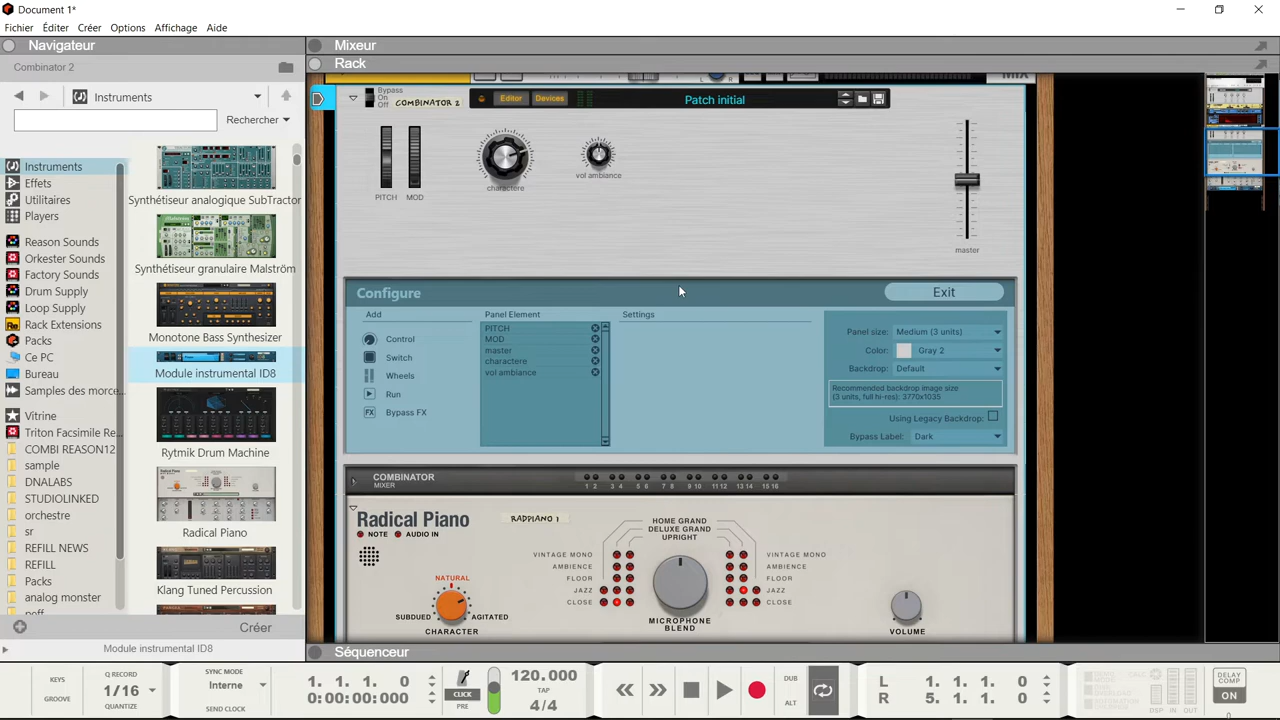 Document 1*
Fichier Éditer Créer Options Affichage Aide
Navigateur
Combinator 2
Instruments
Rechercher
Instruments
Effets
Utilitaires
Players
Reason Sounds
Orkester Sounds
Factory Sounds
Drum Supply
Loop Supply
Rack Extensions
Packs
Ce PC
Bureau
Samples des morce...
Vitrine
Triton Facsimile Re...
COMBI REASON12
sample
DNALABS
STUDIOLINKED
orchestre
sr
REFILL NEWS
REFILL
Packs
analog monster
Synthétiseur analogique SubTractor
Synthétiseur granulaire Malström
Monotone Bass Synthesizer
Module instrumental ID8
Rytmik Drum Machine
Radical Piano
Klang Tuned Percussion
Créer
Module instrumental ID8
Mixeur
Rack
MIX
Bypass
On
Off
COMBINATOR 2
Editor
Devices
Patch initial
PITCH
MOD
charactere
vol ambiance
master
Configure
Exit
Add
Control
Switch
Wheels
Run
FX Bypass FX
Panel Element
PITCH
MOD
master
charactere
vol ambiance
Settings
Panel size: Medium (3 units)
Color: Gray 2
Backdrop: Default
Recommended backdrop image size
(3 units, full hi-res): 3770x1035
Using Legacy Backdrop:
Bypass Label: Dark
COMBINATOR
MIXER
1 2 3 4 5 6 7 8 9 10 11 12 13 14 15 16
Radical Piano
RADPIANO 1
NOTE AUDIO IN
HOME GRAND
DELUXE GRAND
UPRIGHT
VINTAGE MONO
AMBIENCE
FLOOR
JAZZ
CLOSE
VINTAGE MONO
AMBIENCE
FLOOR
JAZZ
CLOSE
NATURAL
SUBDUED AGITATED
CHARACTER
MICROPHONE
BLEND
VOLUME
Séquenceur
KEYS
GROOVE
Q RECORD
1/16
QUANTIZE
SYNC MODE
Interne
SEND CLOCK
1. 1. 1. 0
0:00:00:000
CLICK
PRE
120.000
TAP
4/4
DUB
ALT
L 1. 1. 1. 0
R 5. 1. 1. 0
CALC
DSP IN OUT
DELAY
COMP
ON
0